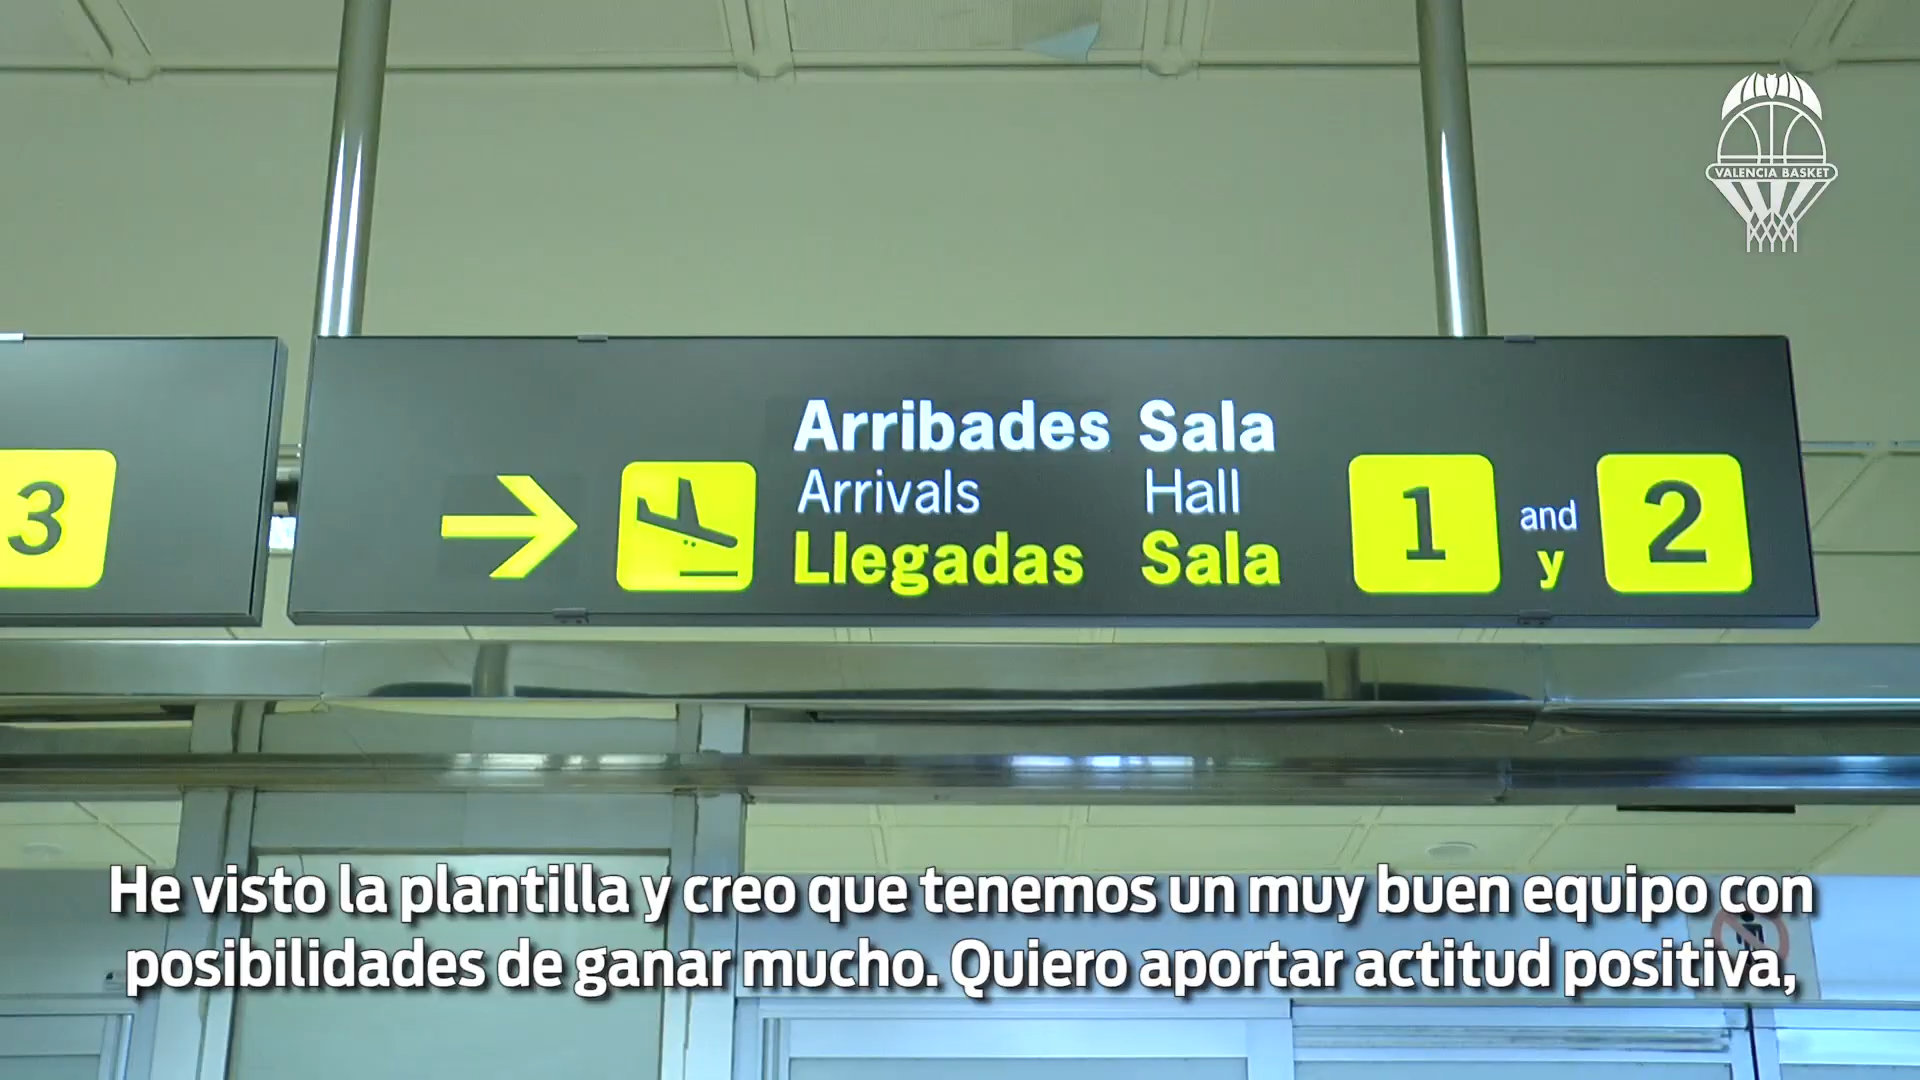 VALENCIA BASKET
3
Arribades Sala
Arrivals Hall
Llegadas Sala
1 and y 2
He visto la plantilla y creo que tenemos un muy buen equipo con
posibilidades de ganar mucho. Quiero aportar actitud positiva,